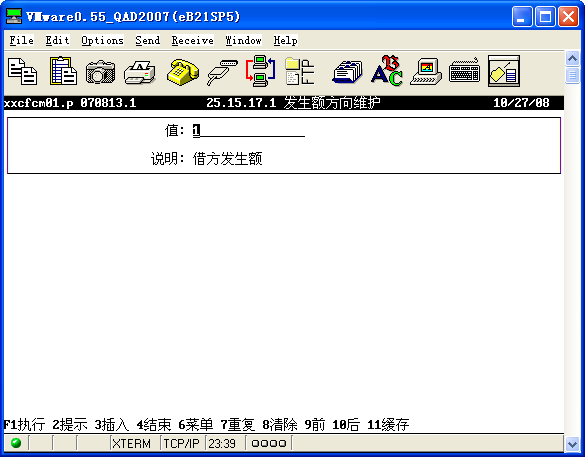 VMware0.55_QAD2007(eB21SP5)
File Edit Options Send Receive Window Help
xxcfcm01.p 070813.1 25.15.17.1 发生额方向维护 10/27/08
值: 1
说明: 借方发生额
F1执行 2提示 3插入 4结束 6菜单 7重复 8清除 9前 10后 11缓存
XTERM TCP/IP 23:39